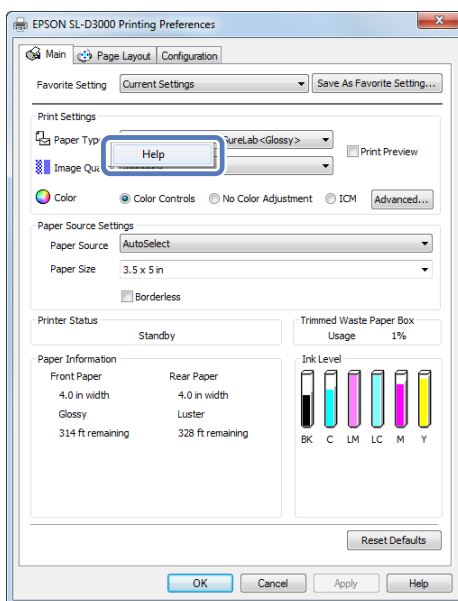 EPSON SL-D3000 Printing Preferences
Main Page Layout Configuration
Favorite Setting Current Settings Save As Favorite Setting...
Print Settings
Paper Type SureLab<Glossy>
Help
Print Preview
Image Qua
Color Color Controls No Color Adjustment ICM Advanced...
Paper Source Settings
Paper Source AutoSelect
Paper Size 3.5 x 5 in
Borderless
Printer Status
Standby
Trimmed Waste Paper Box
Usage 1%
Paper Information
Front Paper Rear Paper
4.0 in width 4.0 in width
Glossy Luster
314 ft remaining 328 ft remaining
Ink Level
BK C LM LC M Y
Reset Defaults
OK Cancel Apply Help